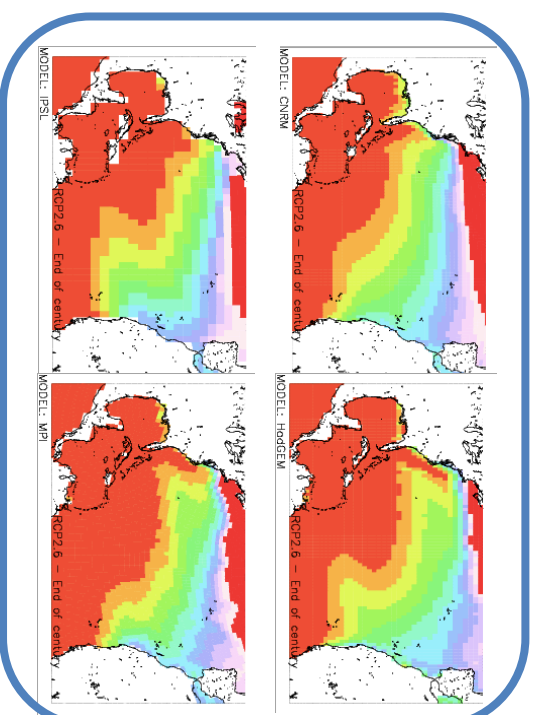 MODEL: IPSL
RCP2.6 – End of century
MODEL: CNRM
RCP2.6 – End of century
MODEL: MPI
RCP2.6 – End of century
MODEL: HadGEM
RCP2.6 – End of century